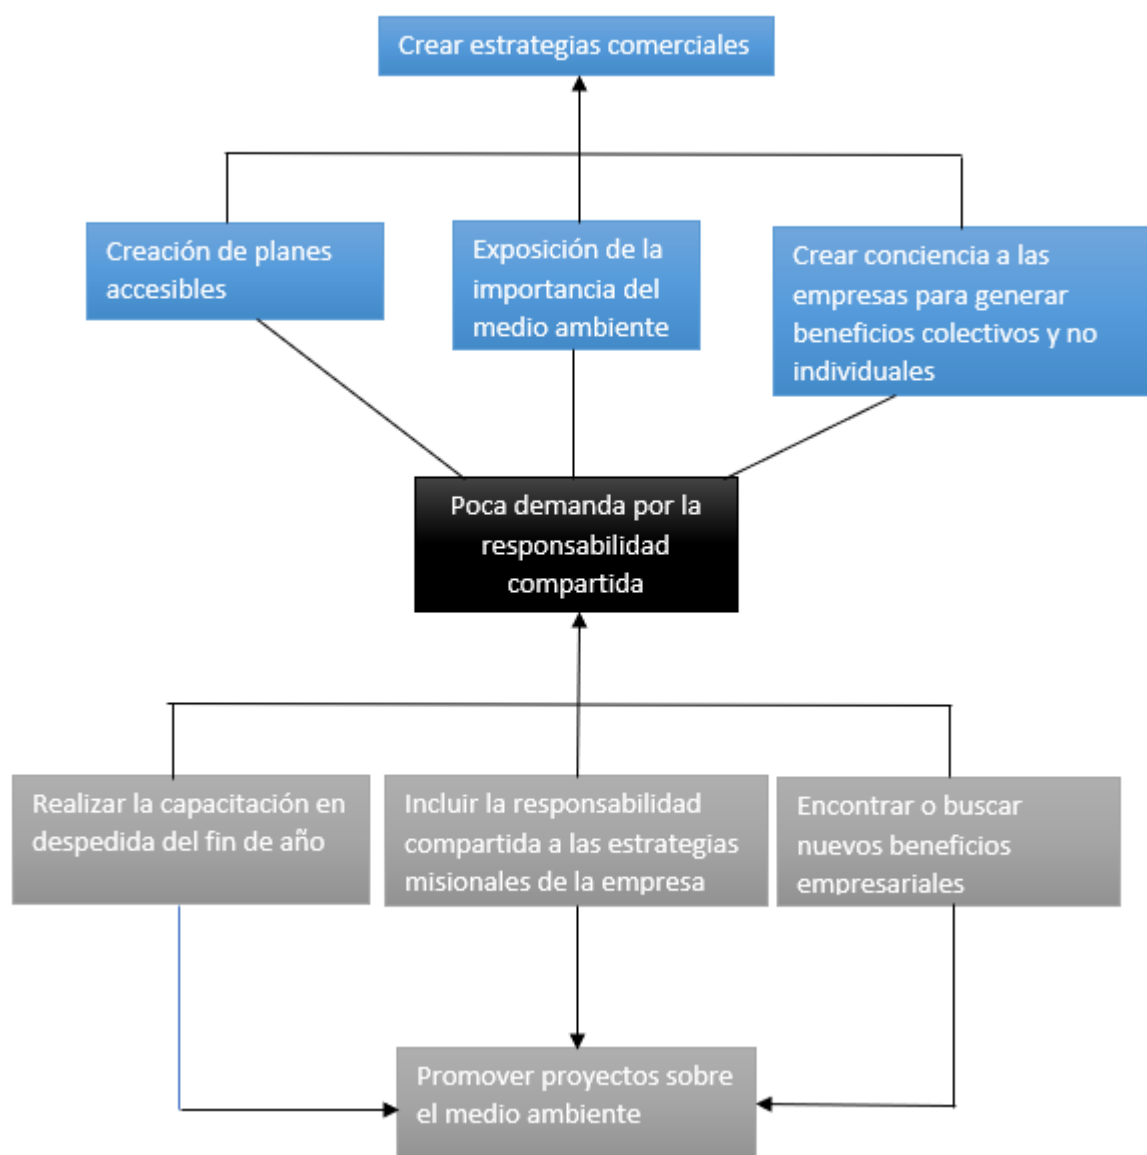 Crear estrategias comerciales
Creación de planes
accesibles
Exposición de la
importancia del
medio ambiente
Crear conciencia a las
empresas para generar
beneficios colectivos y no
individuales
Poca demanda por la
responsabilidad
compartida
Realizar la capacitación en
despedida del fin de año
Incluir la responsabilidad
compartida a las estrategias
misionales de la empresa
Encontrar o buscar
nuevos beneficios
empresariales
Promover proyectos sobre
el medio ambiente